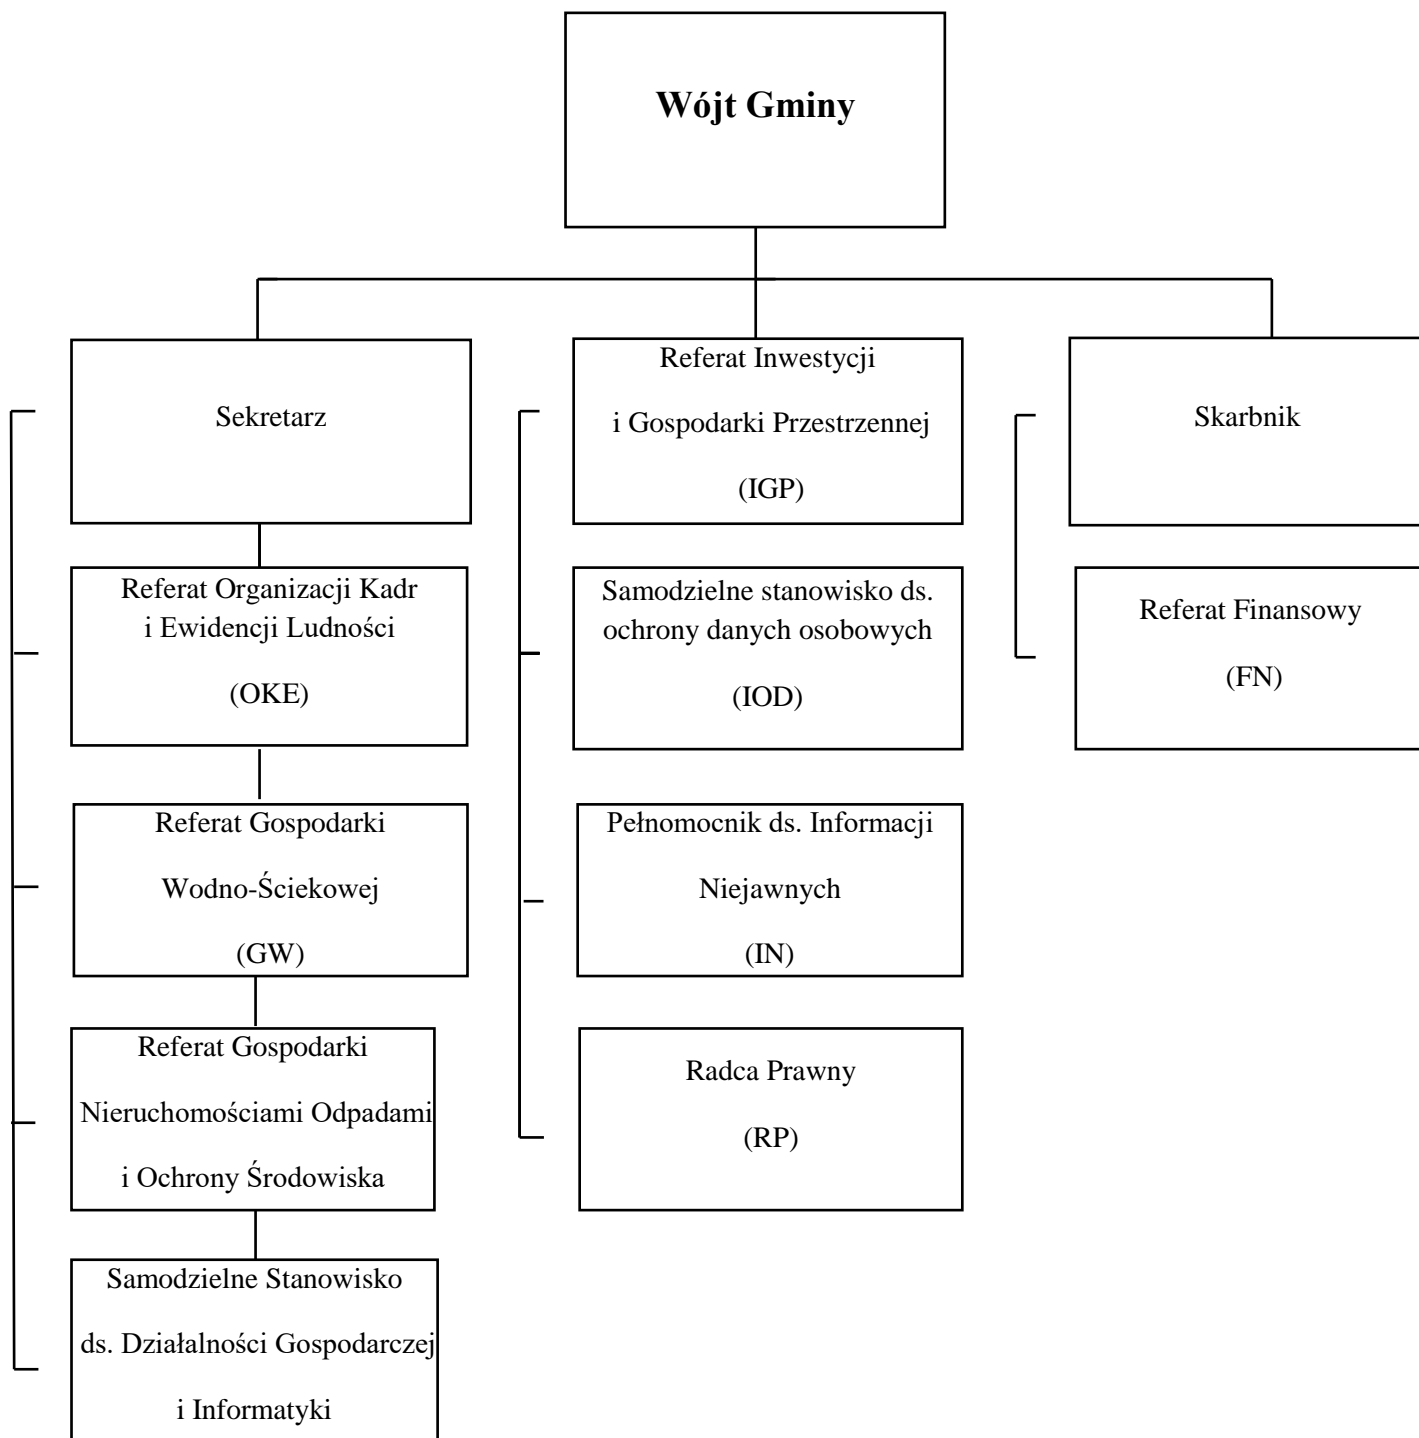 Wójt Gminy
Sekretarz
Referat Organizacji Kadr
i Ewidencji Ludności
(OKE)
Referat Gospodarki
Wodno-Ściekowej
(GW)
Referat Gospodarki
Nieruchomościami Odpadami
i Ochrony Środowiska
Samodzielne Stanowisko
ds. Działalności Gospodarczej
i Informatyki
Referat Inwestycji
i Gospodarki Przestrzennej
(IGP)
Samodzielne stanowisko ds.
ochrony danych osobowych
(IOD)
Pełnomocnik ds. Informacji
Niejawnych
(IN)
Radca Prawny
(RP)
Skarbnik
Referat Finansowy
(FN)